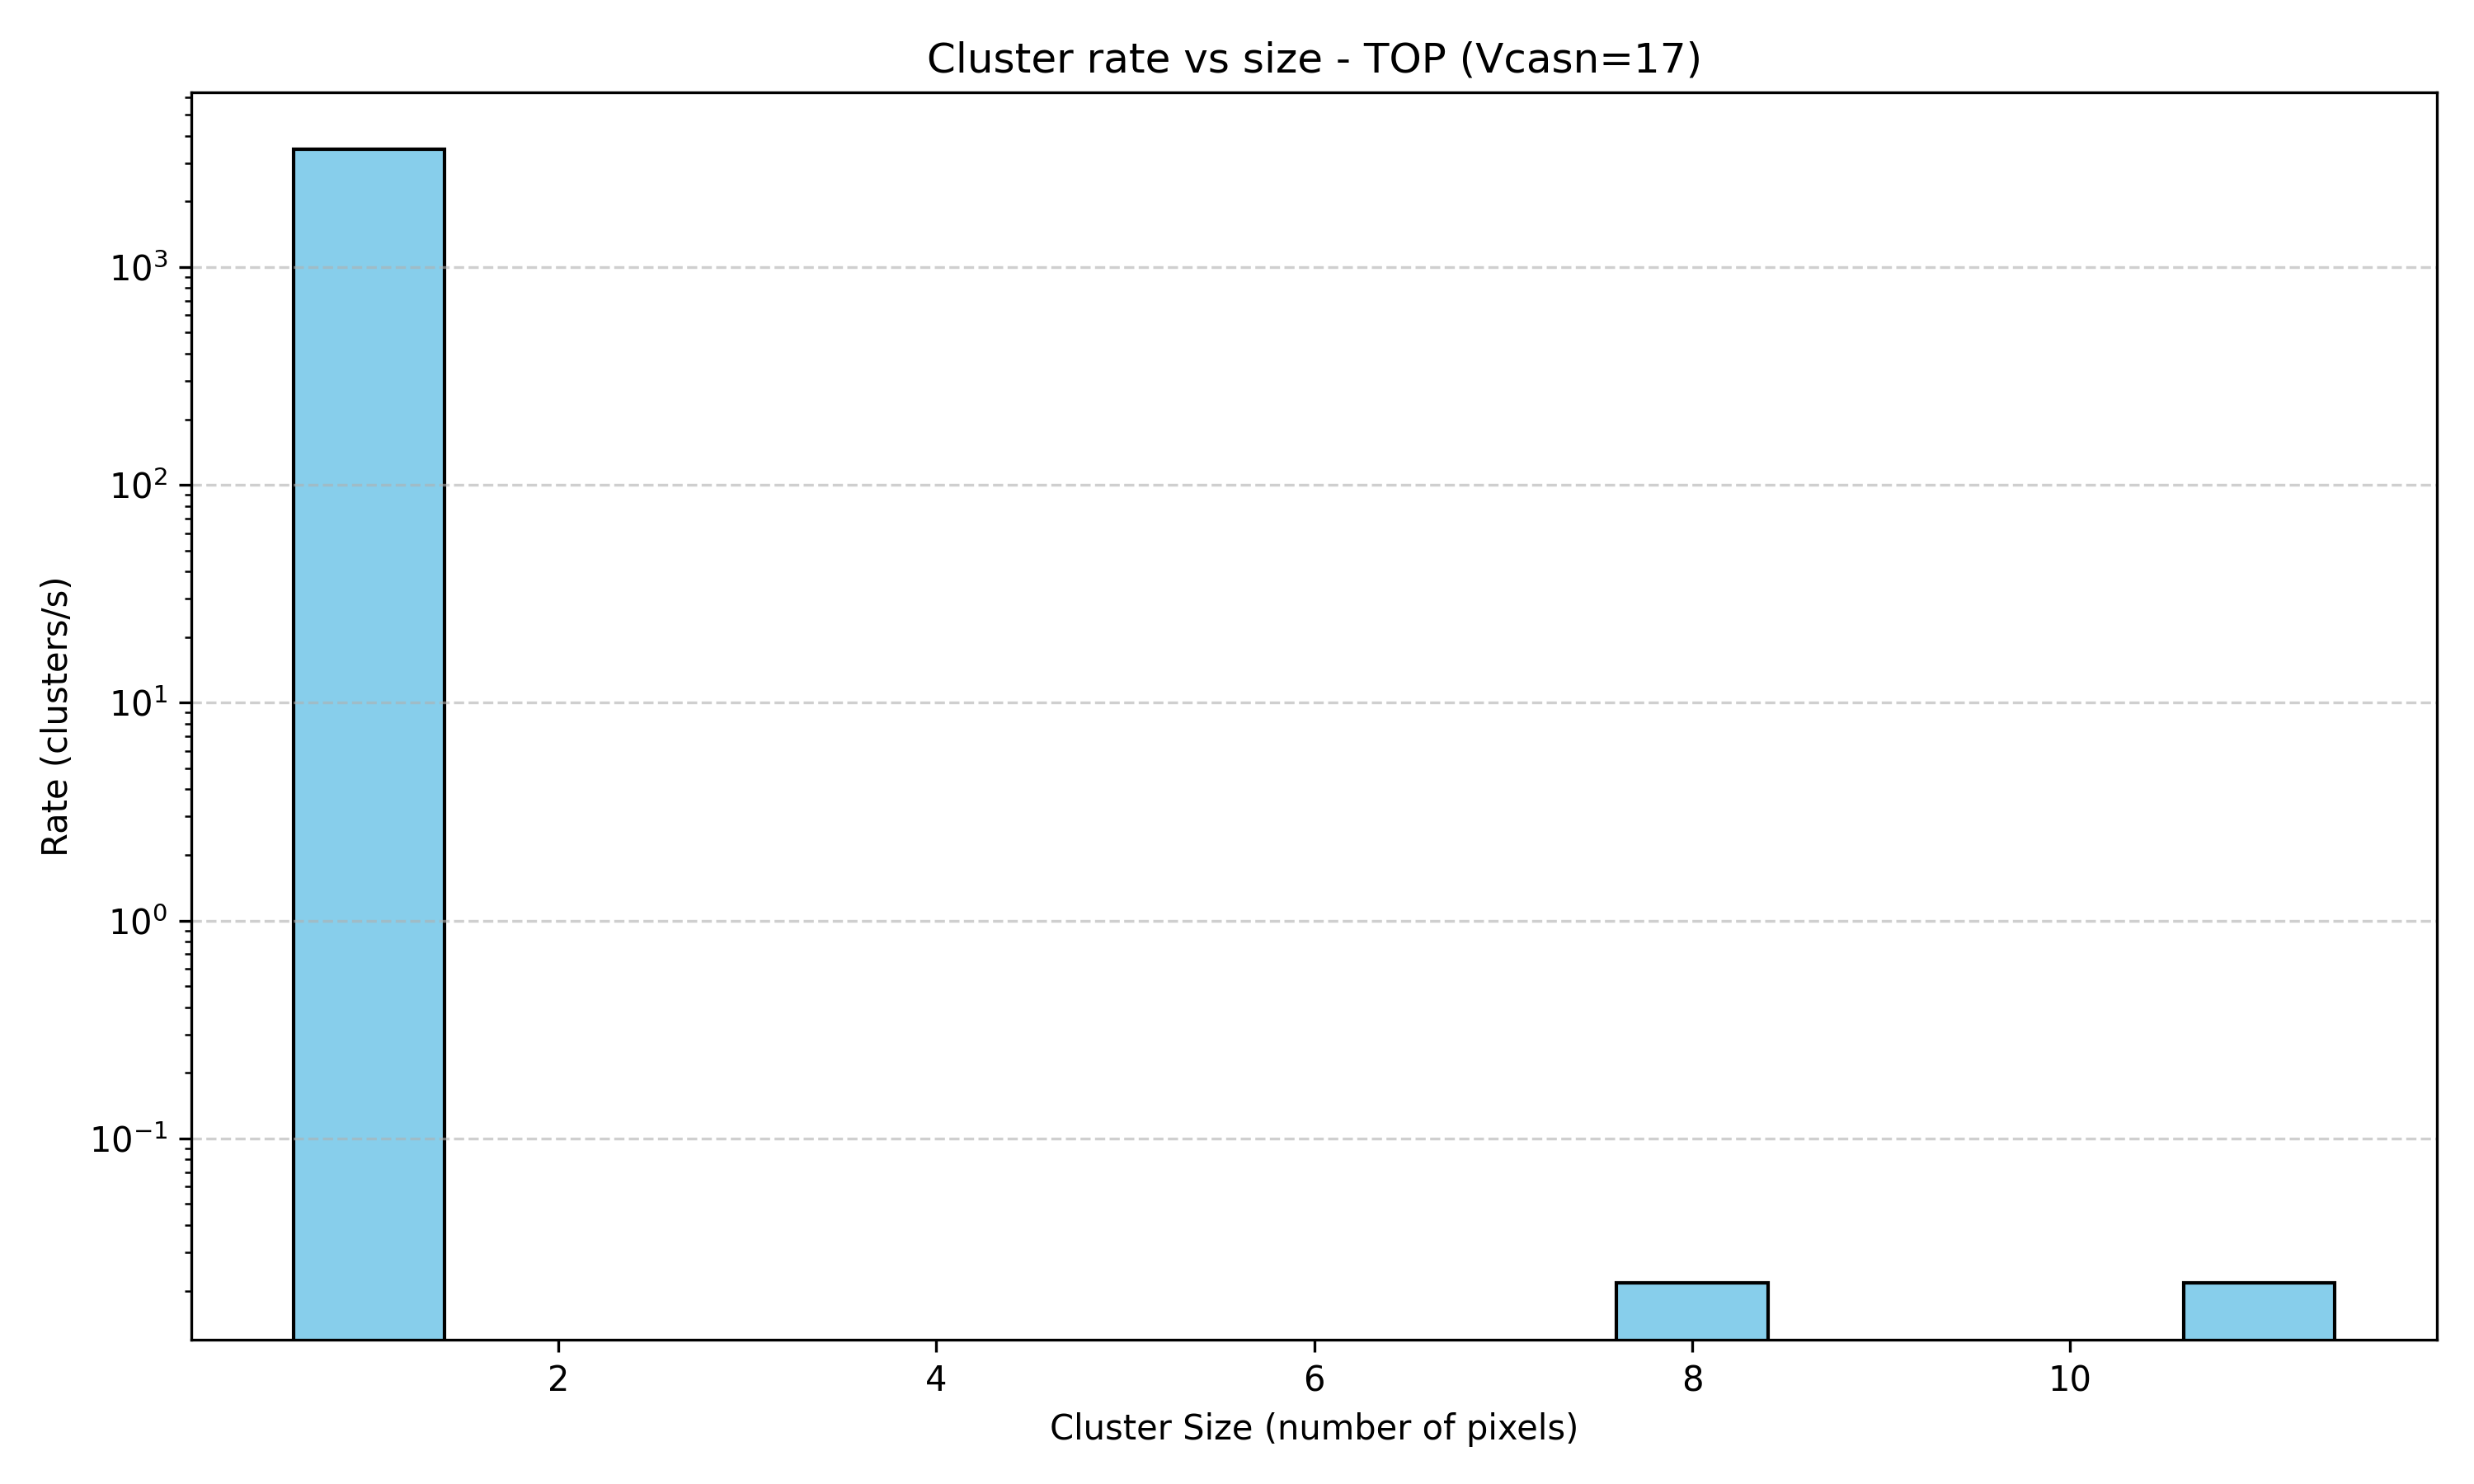 Cluster rate vs size - TOP (Vcasn=17)
Rate (clusters/s)
10³
10²
10¹
10⁰
10⁻¹
2 4 6 8 10
Cluster Size (number of pixels)